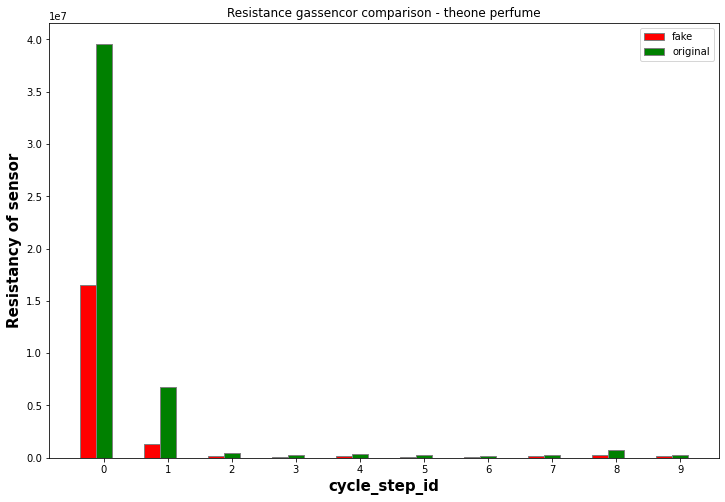 Resistance gassencor comparison - theone perfume
1e7
fake
original
4.0
3.5
3.0
2.5
2.0
1.5
1.0
0.5
0.0
Resistancy of sensor
0 1 2 3 4 5 6 7 8 9
cycle_step_id